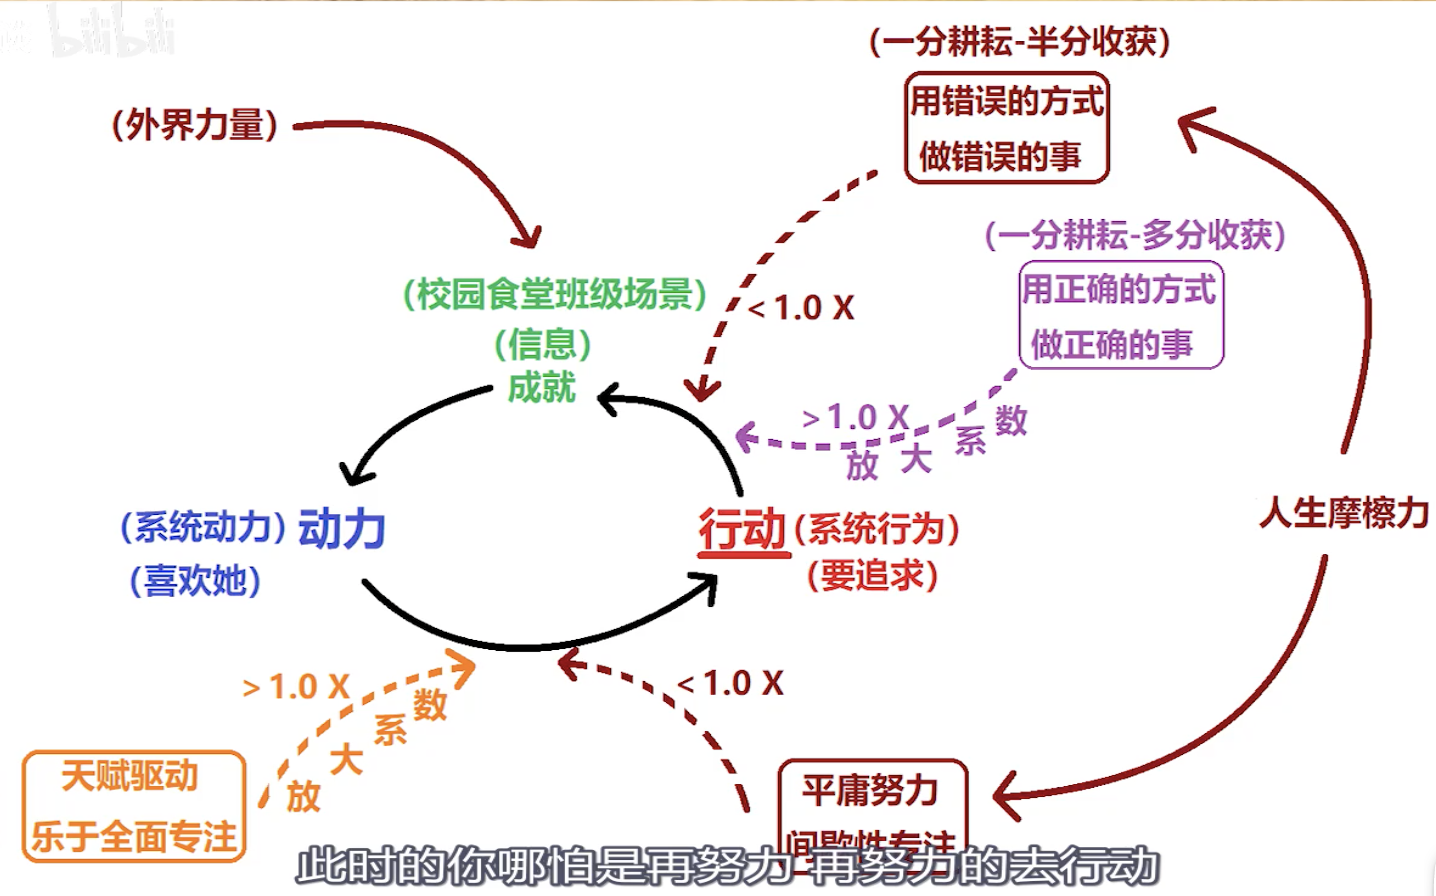 bilibili
(一分耕耘-半分收获)
用错误的方式
做错误的事
(外界力量)
(一分耕耘-多分收获)
用正确的方式
做正确的事
(校园食堂班级场景)
(信息)
成就
<1.0 X
>1.0 X
放大系数
(系统动力) 动力
(喜欢她)
行动(系统行为)
(要追求)
人生摩檫力
>1.0 X
放大系数
<1.0 X
天赋驱动
乐于全面专注
平庸努力
间歇性专注
此时的你哪怕是再努力 再努力的去行动